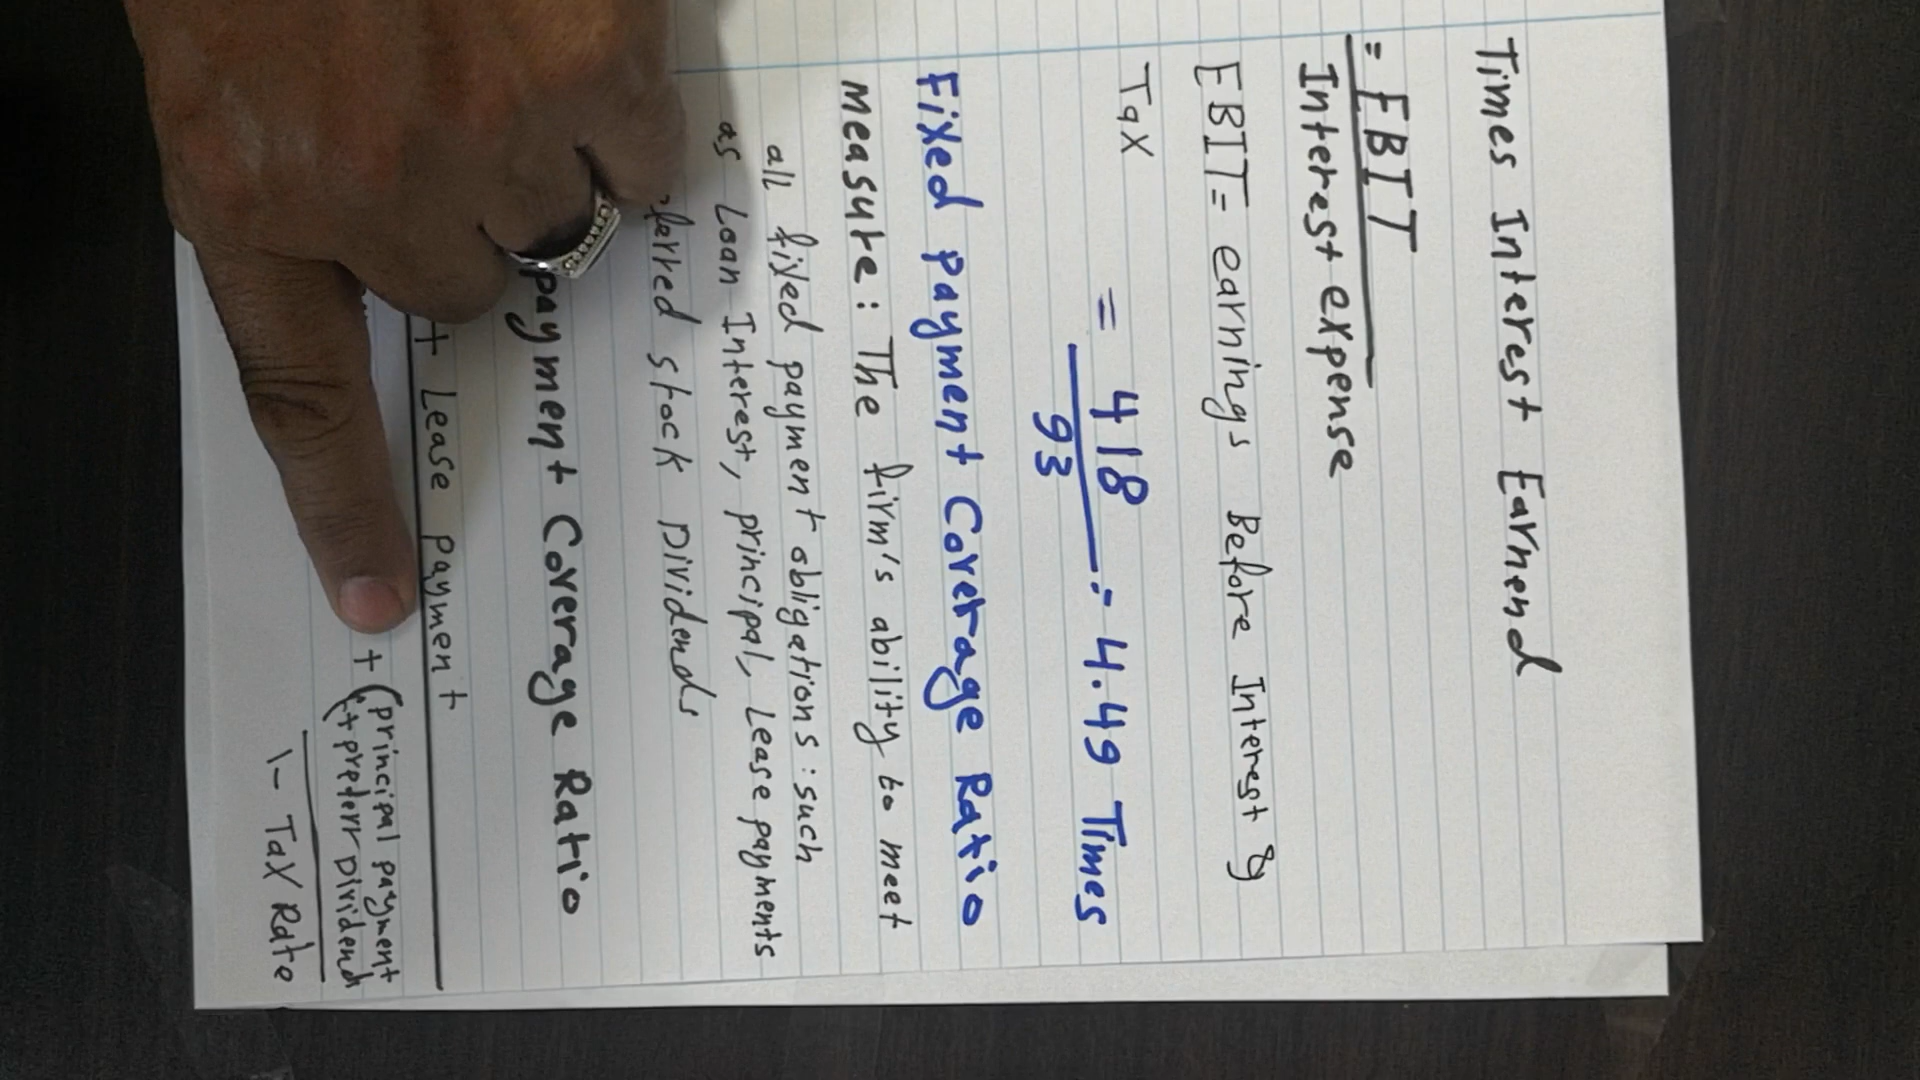 Times Interest Earnend
= EBIT
Interest expense
EBIT= earnings Before Interest &
Tax
= 418
93
= 4.49 Times
Fixed payment Coverage Ratio
measure: The firm's ability to meet
all fixed payment obligations: such
as Loan Interest, principal, Lease payments
ferred stock Dividends
payment Coverage Ratio
+ Lease payment
+ (principal payment
(+ preferr Dividend
1- Tax Rate